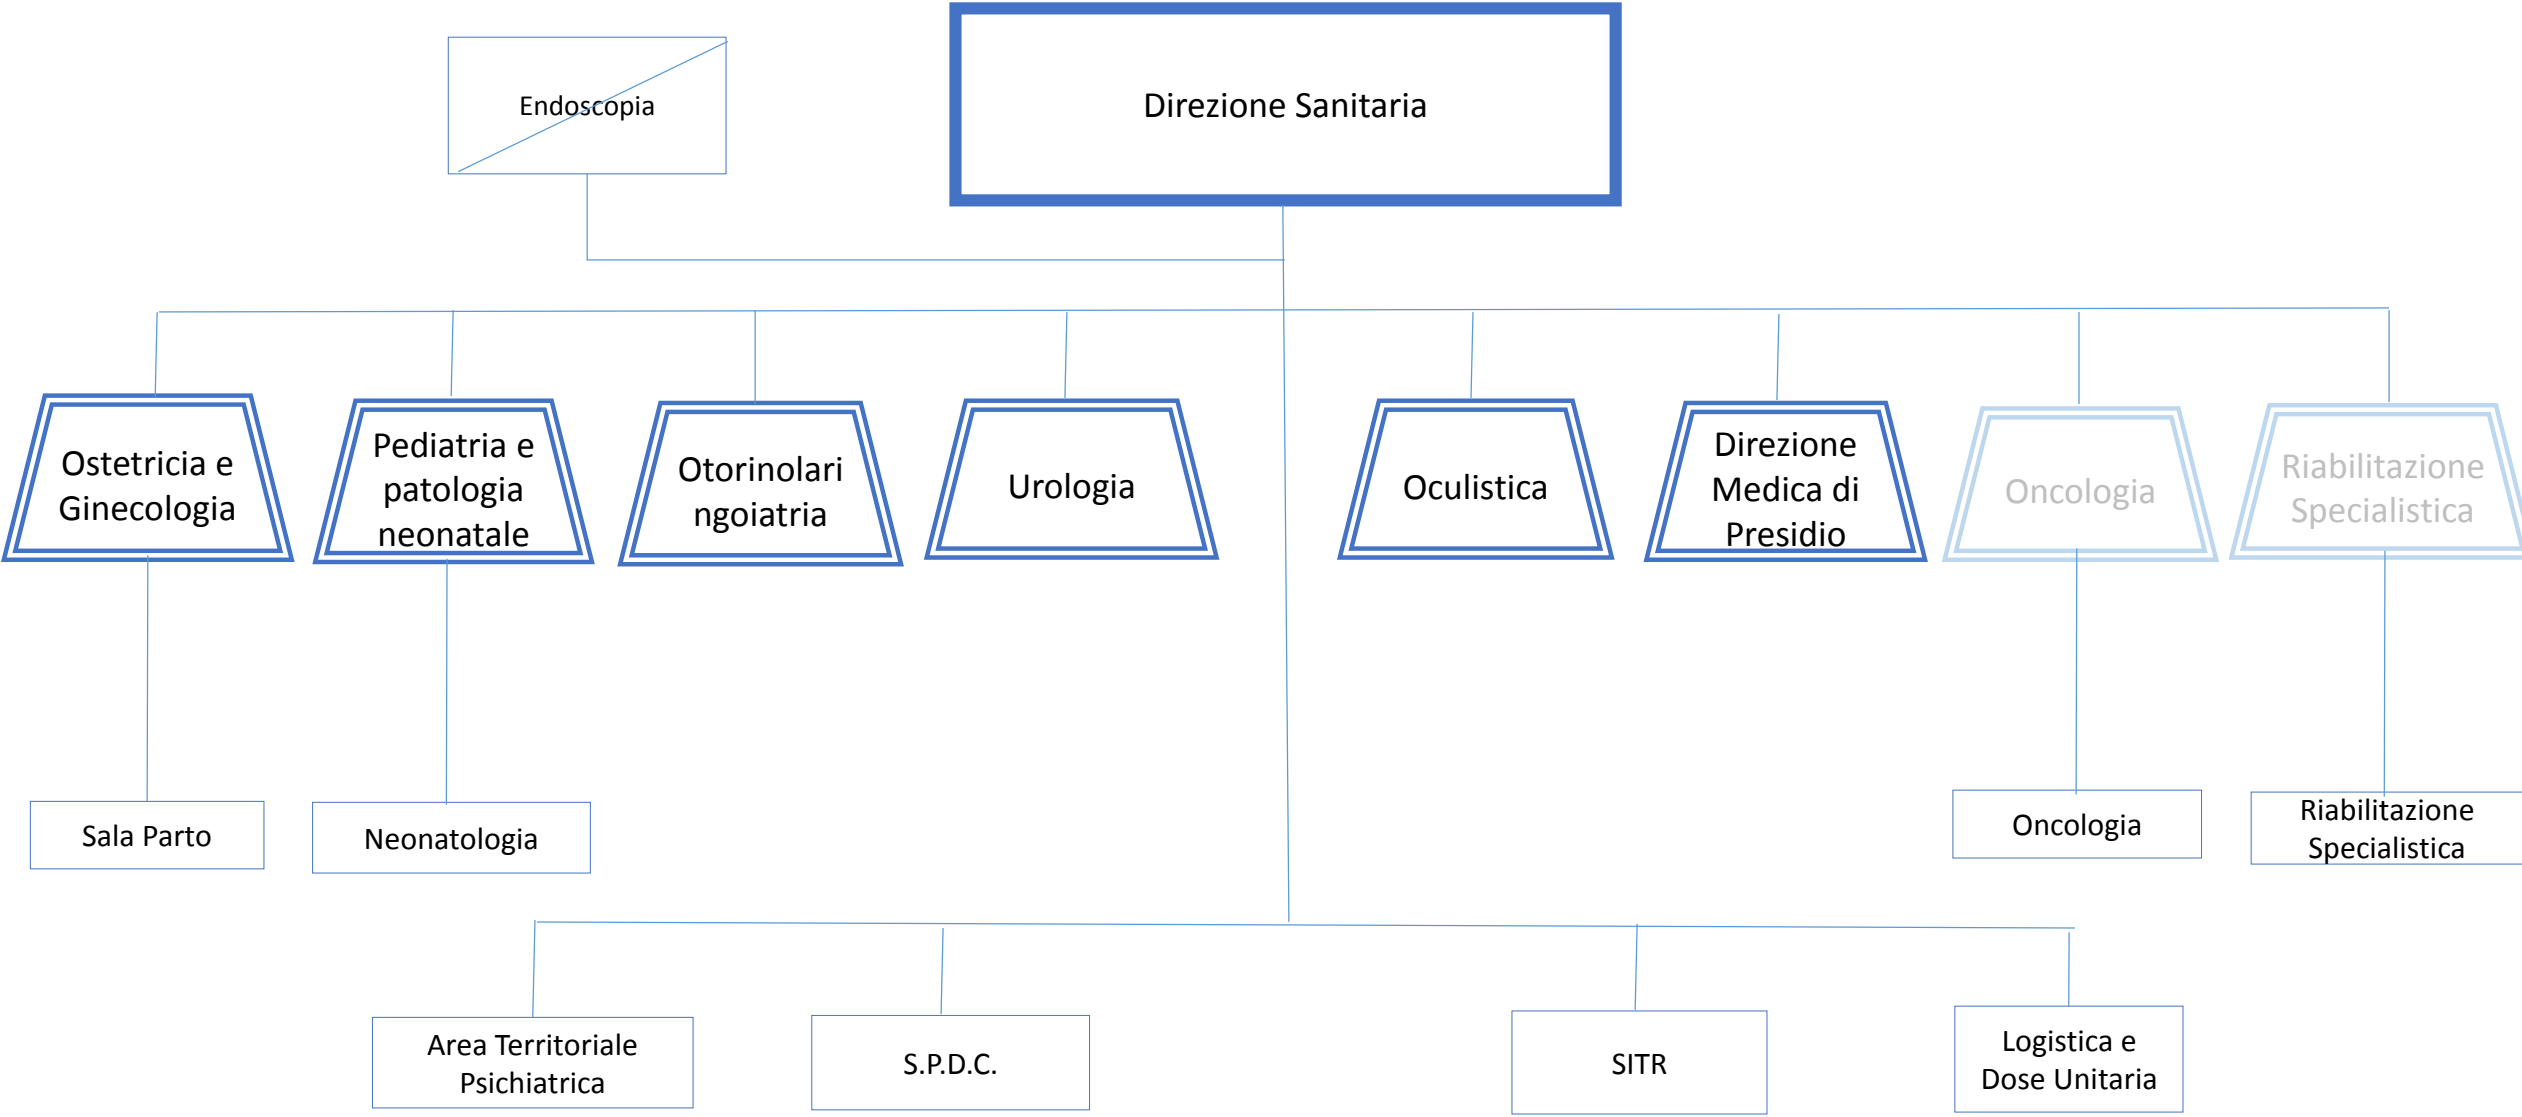 Endoscopia
Direzione Sanitaria
Ostetricia e
Ginecologia
Pediatria e
patologia
neonatale
Otorinolari
ngoiatria
Urologia
Oculistica
Direzione
Medica di
Presidio
Oncologia
Riabilitazione
Specialistica
Sala Parto
Neonatologia
Oncologia
Riabilitazione
Specialistica
Area Territoriale
Psichiatrica
S.P.D.C.
SITR
Logistica e
Dose Unitaria